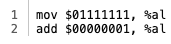 1 mov $01111111, %al
2 add $00000001, %al